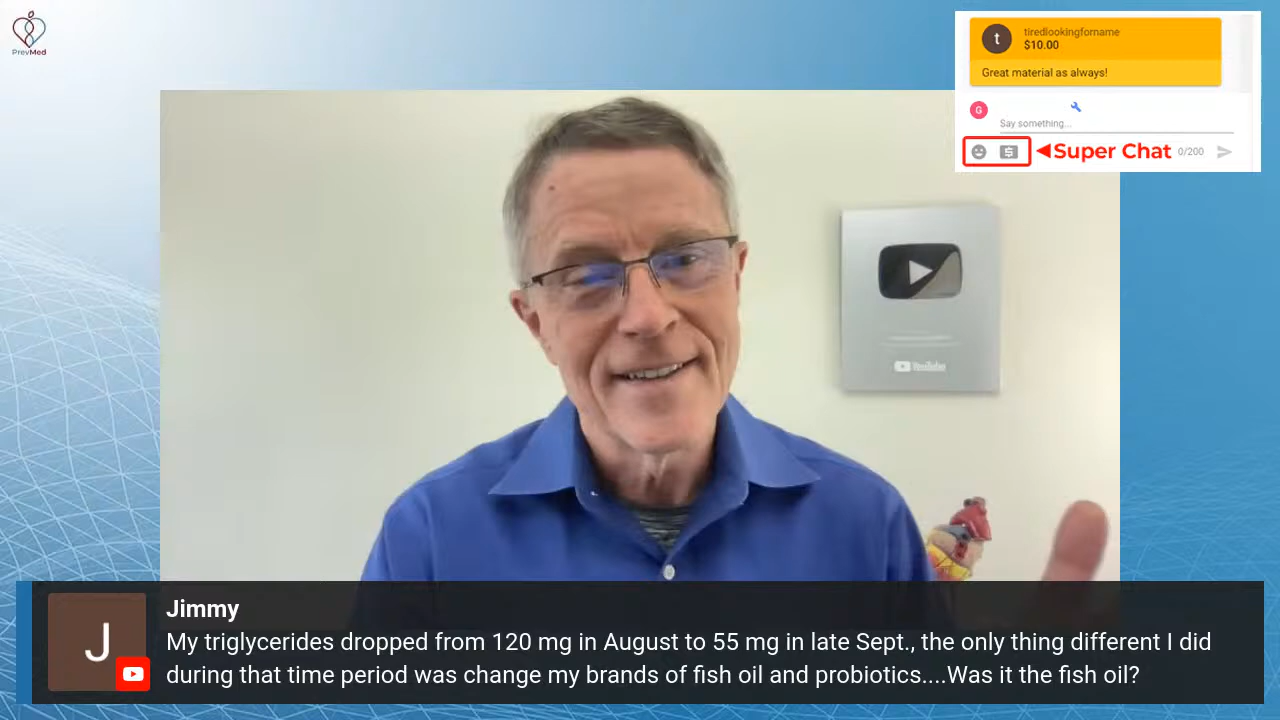 PrevMed
t
tiredlookingforname
$10.00
Great material as always!
G
Say something...
Super Chat
0/200
YouTube
J
Jimmy
My triglycerides dropped from 120 mg in August to 55 mg in late Sept., the only thing different I did
during that time period was change my brands of fish oil and probiotics....Was it the fish oil?